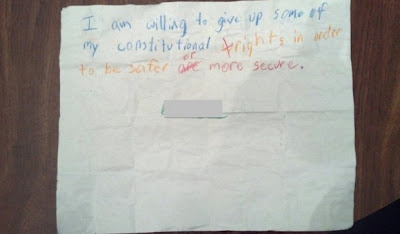 I am willing to give up some of
my constitutional rights in order
to be safer or more secure.